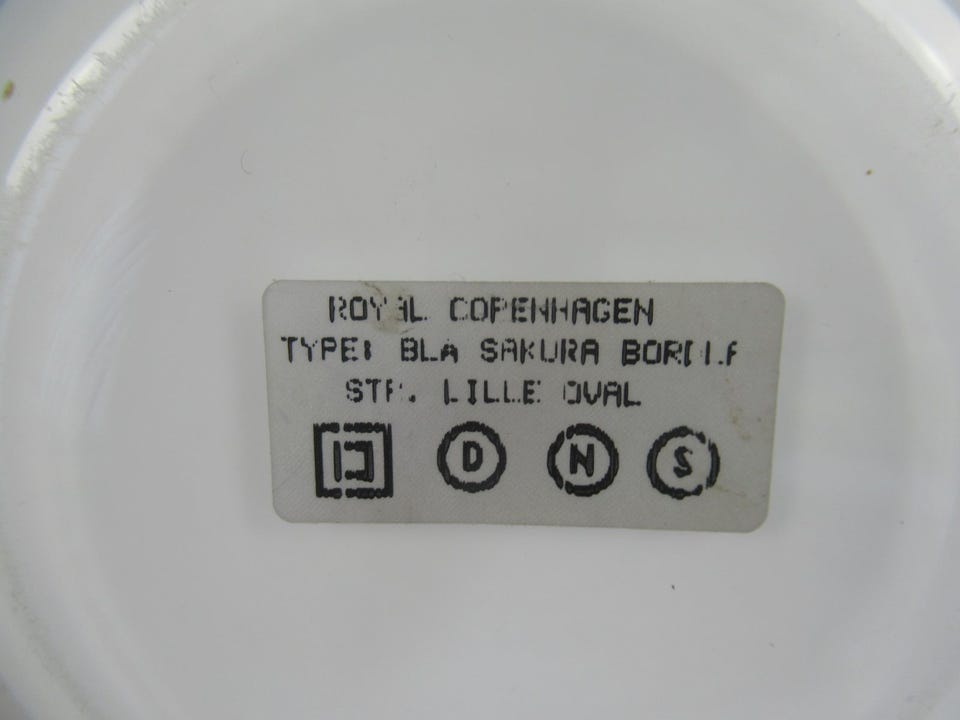 ROYAL COPENHAGEN
TYPE: BLA SAKURA
STR. LILLE OVAL
D N S